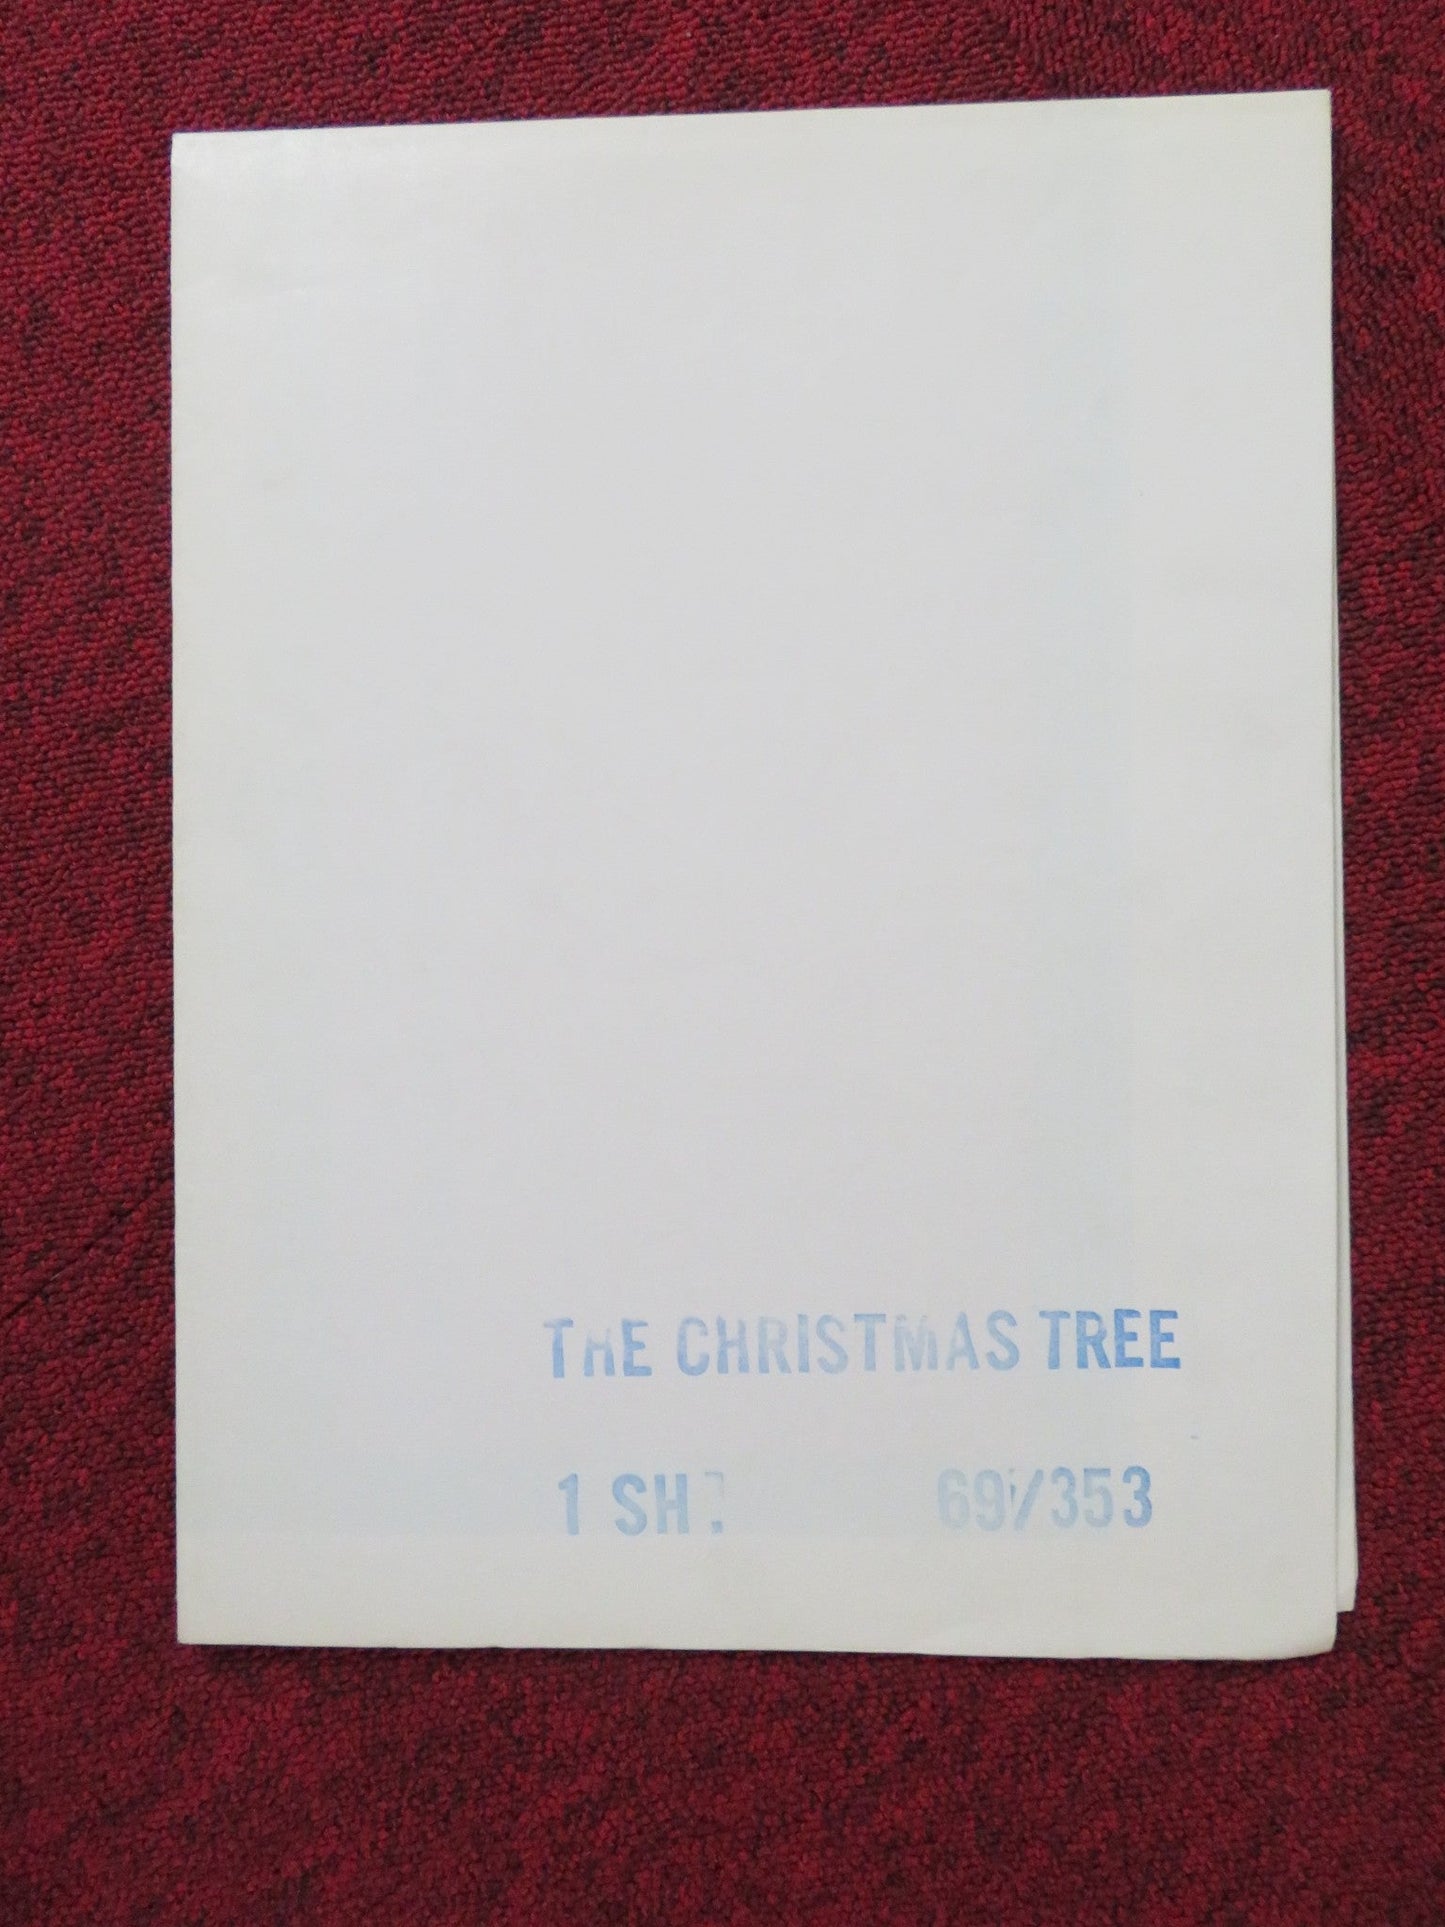 THE CHRISTMAS TREE
1 SH. 69/353